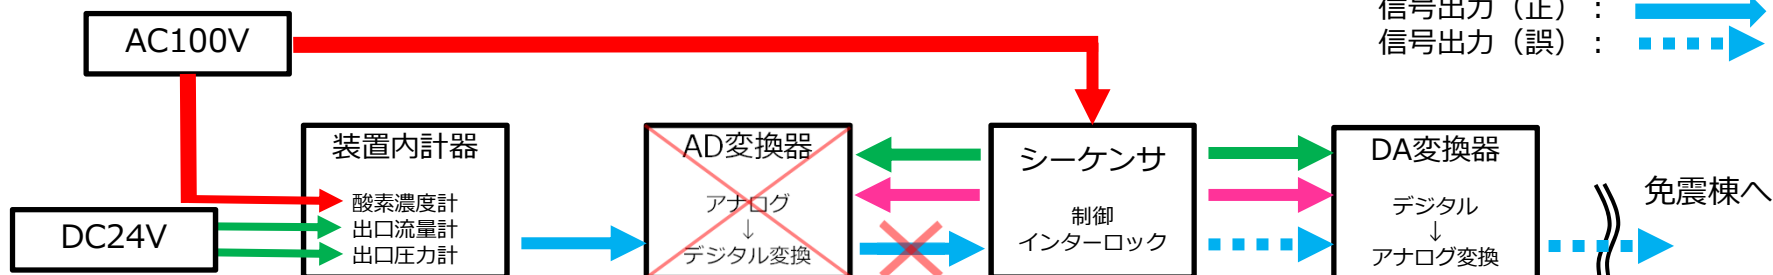 信号出力（正）：
信号出力（誤）：
AC100V
装置内計器
酸素濃度計
出口流量計
出口圧力計
DC24V
AD変換器
アナログ
↓
デジタル変換
シーケンサ
制御
インターロック
DA変換器
デジタル
↓
アナログ変換
免震棟へ